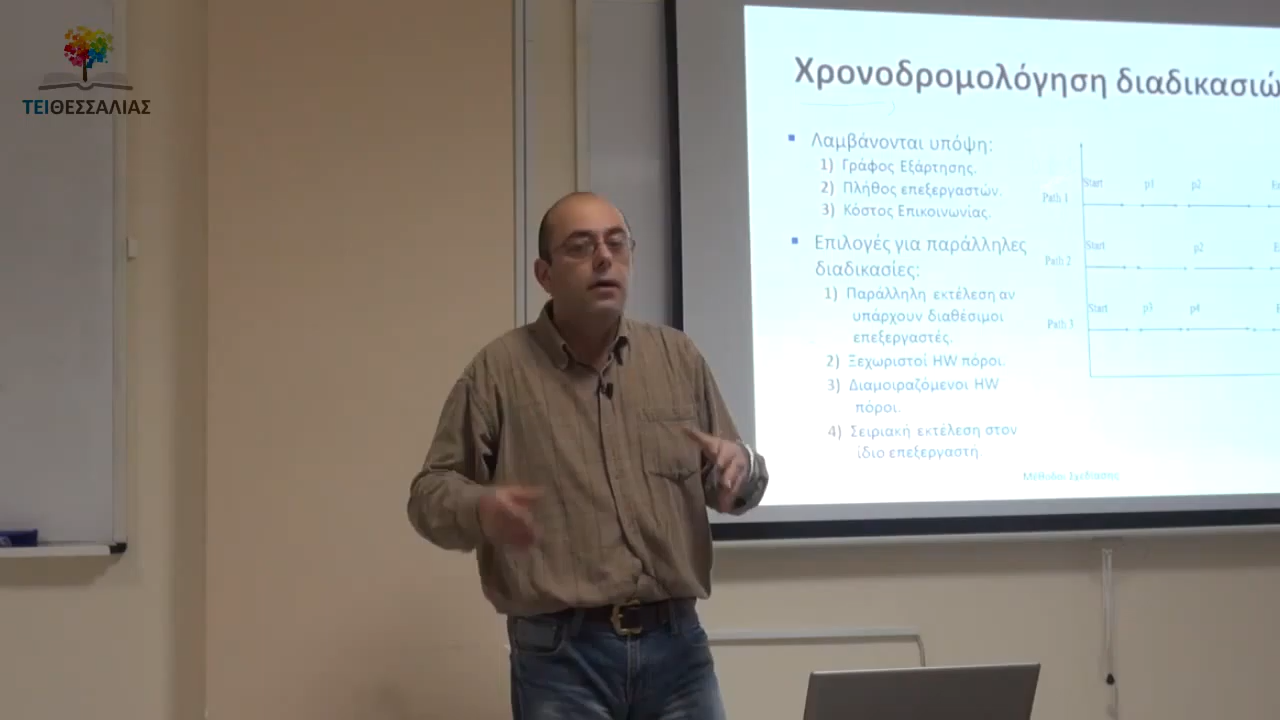 ΤΕΙΘΕΣΣΑΛΙΑΣ
Χρονοδρομολόγηση διαδικασιώ
Λαμβάνονται υπόψη:
1) Γράφος Εξάρτησης.
2) Πλήθος επεξεργαστών.
3) Κόστος Επικοινωνίας.
Επιλογές για παράλληλες
διαδικασίες:
1) Παράλληλη εκτέλεση αν
υπάρχουν διαθέσιμοι
επεξεργαστές.
2) Ξεχωριστοί HW πόροι.
3) Διαμοιραζόμενοι HW
πόροι.
4) Σειριακή εκτέλεση στον
ίδιο επεξεργαστή
Start p1 p2
Path 1
Start p2
Path 2
Start p3 p4
Path 3
Μέθοδοι Σχεδίασης